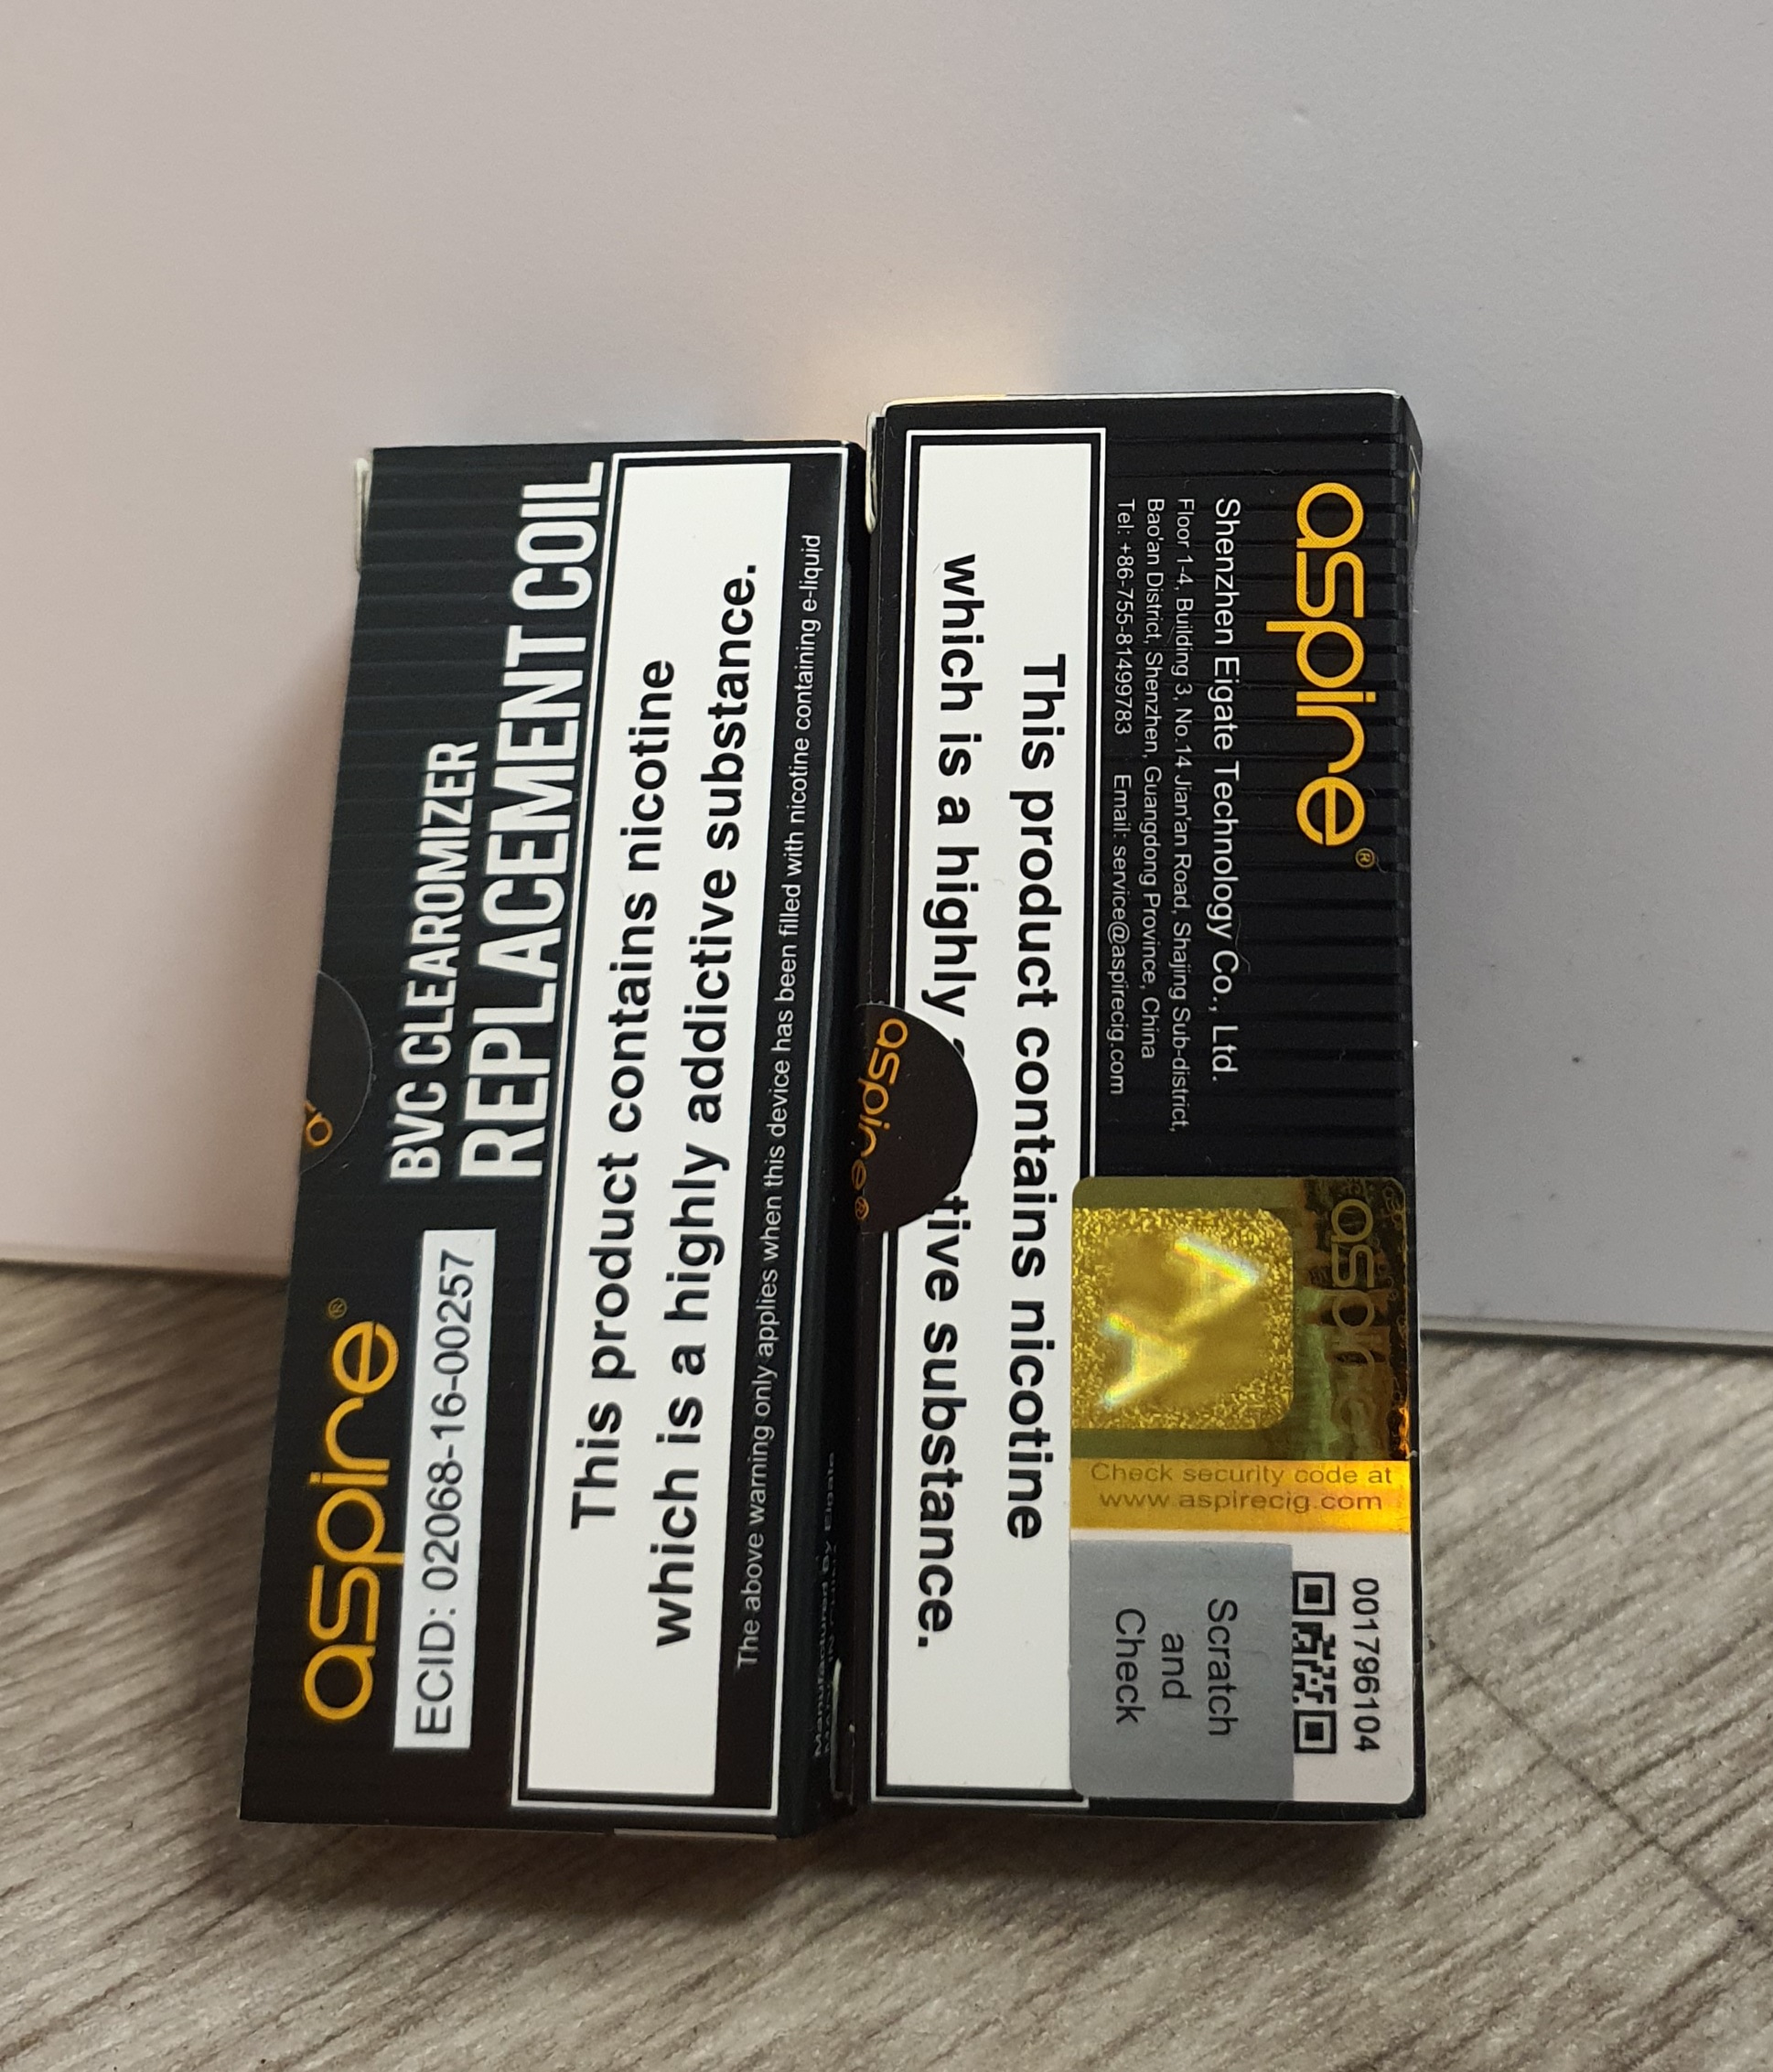 aspire®
BVC CLEAROMIZER
REPLACEMENT COIL
ECID: 02068-16-00257
This product contains nicotine
which is a highly addictive substance.
The above warning only applies when this device has been filled with nicotine containing e-liquid
Manufactured By Eigate
aspire®
Shenzhen Eigate Technology Co., Ltd.
Floor 1-4, Building 3, No.14 Jian'an Road, Shajing Sub-district,
Bao'an District, Shenzhen, Guangdong Province, China
Tel: +86-755-81499783 Email: service@aspirecig.com
This product contains nicotine
which is a highly tive substance.
aspire®
aspire
Check security code at
www.aspirecig.com
Scratch
and
Check
001796104